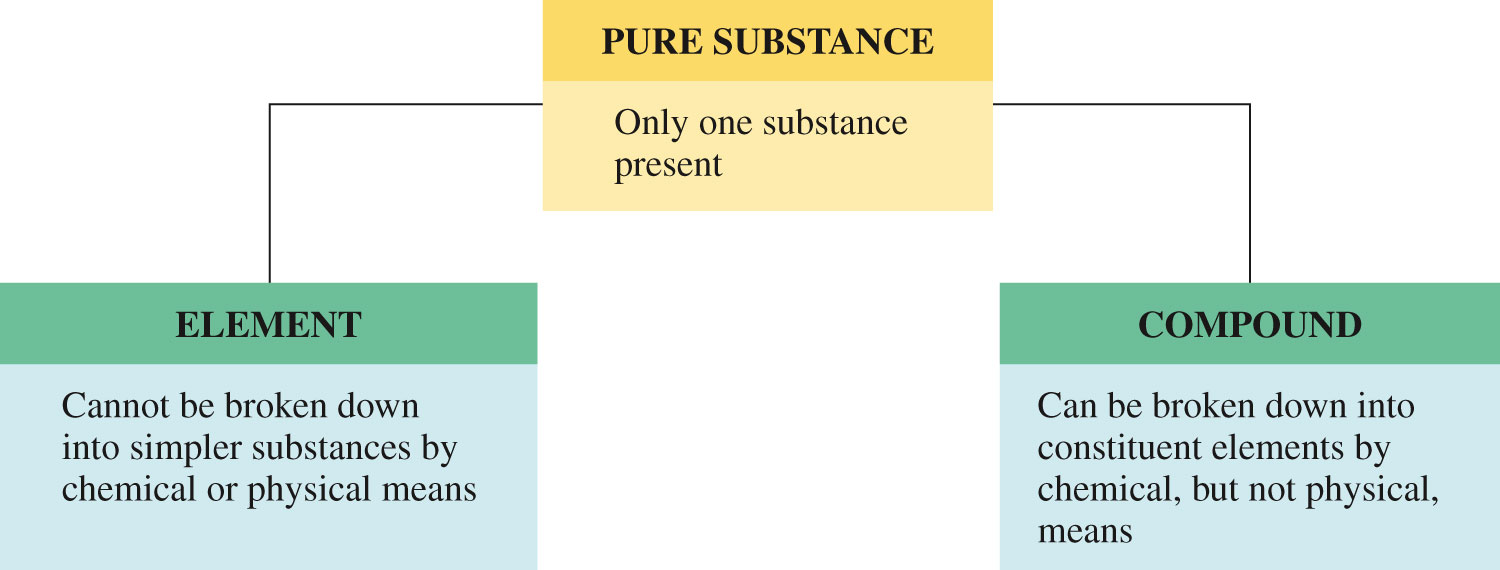 PURE SUBSTANCE
Only one substance
present
ELEMENT
Cannot be broken down
into simpler substances by
chemical or physical means
COMPOUND
Can be broken down into
constituent elements by
chemical, but not physical,
means